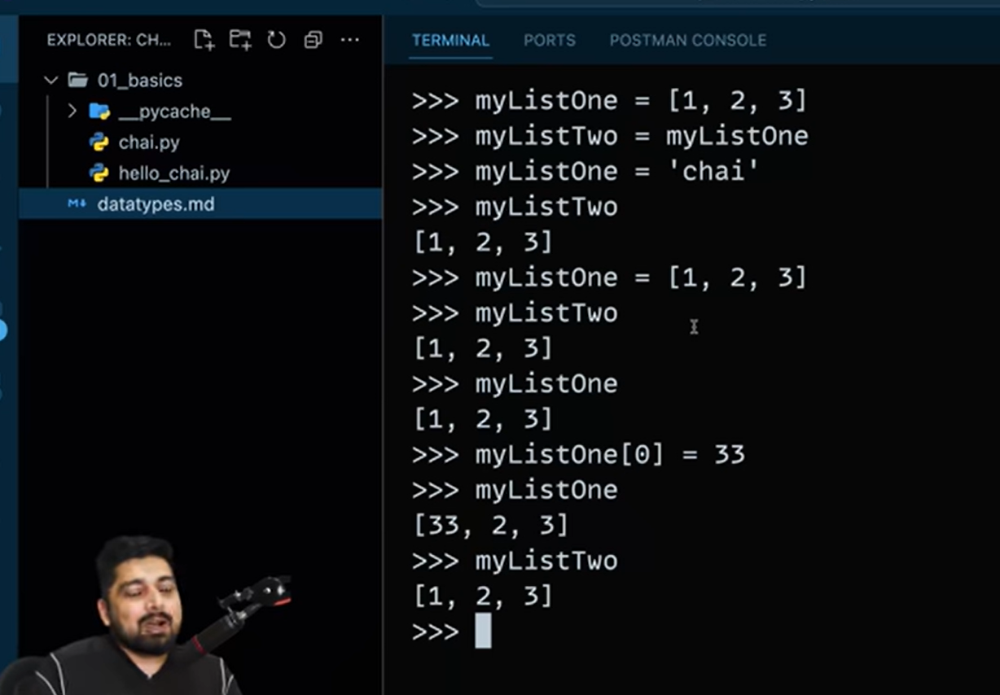 EXPLORER: CH...
01_basics
__pycache__
chai.py
hello_chai.py
datatypes.md
TERMINAL PORTS POSTMAN CONSOLE
>>> myListOne = [1, 2, 3]
>>> myListTwo = myListOne
>>> myListOne = 'chai'
>>> myListTwo
[1, 2, 3]
>>> myListOne = [1, 2, 3]
>>> myListTwo
[1, 2, 3]
>>> myListOne
[1, 2, 3]
>>> myListOne[0] = 33
>>> myListOne
[33, 2, 3]
>>> myListTwo
[1, 2, 3]
>>>